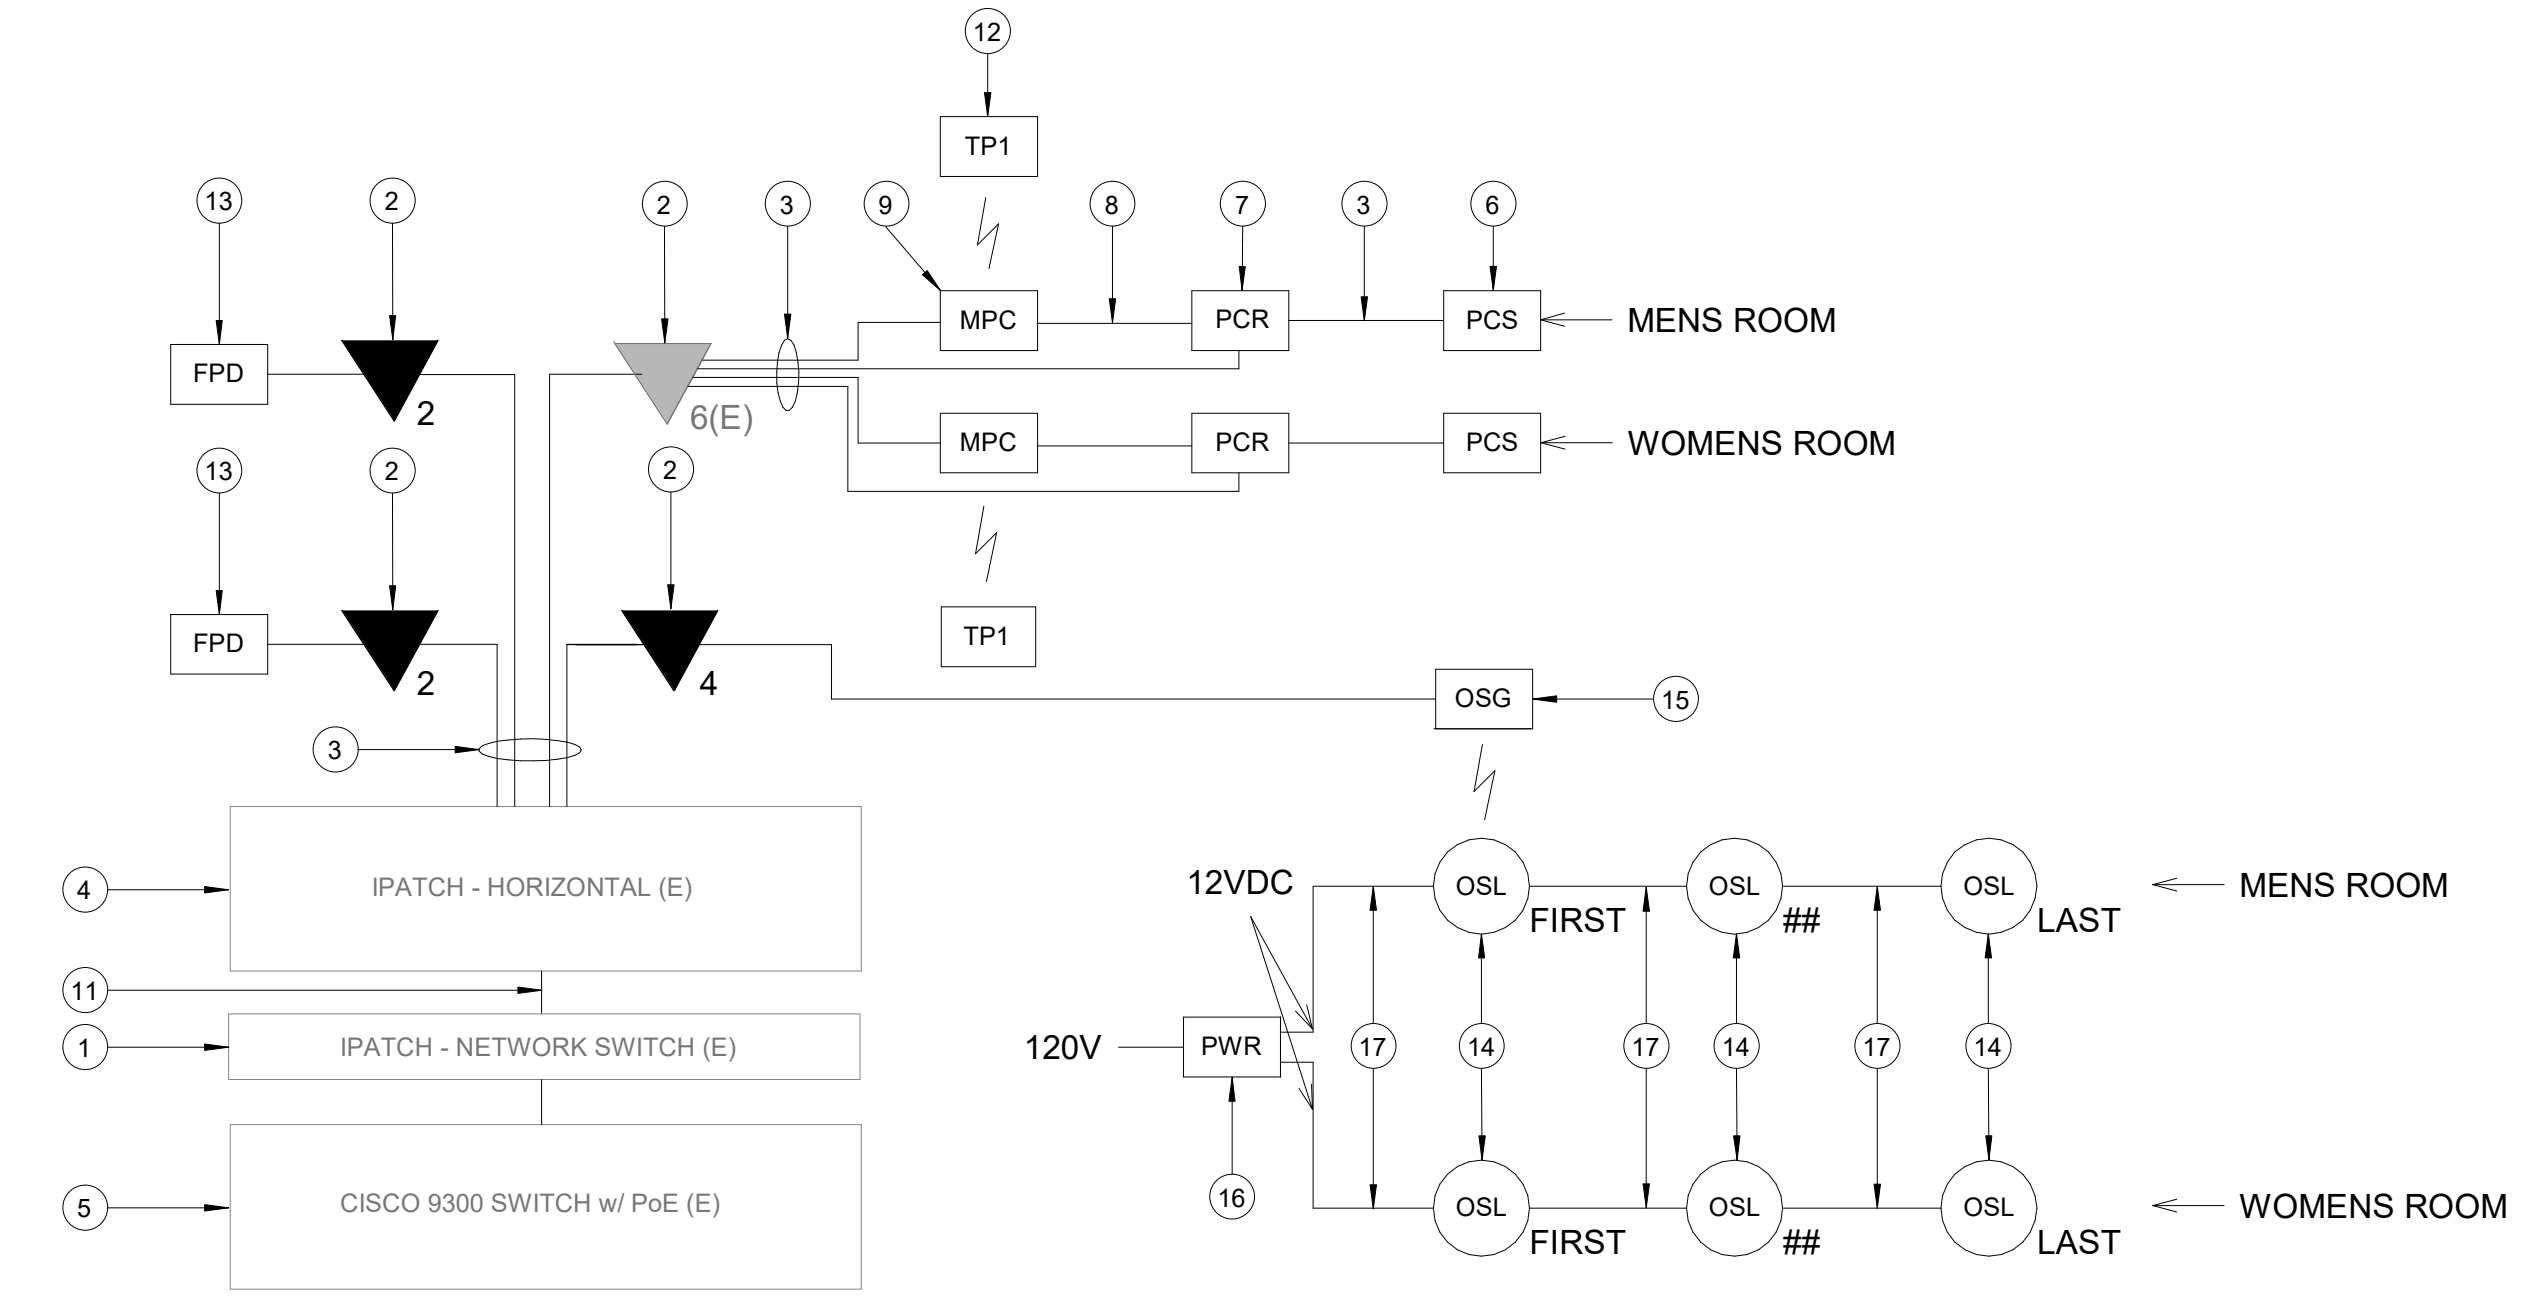 12
TP1
13
2
2
3
9
8
7
3
6
FPD
2
6(E)
MPC
PCR
PCS
MENS ROOM
MPC
PCR
PCS
WOMENS ROOM
13
2
2
FPD
2
4
TP1
OSG
15
3
4
IPATCH - HORIZONTAL (E)
11
1
IPATCH - NETWORK SWITCH (E)
5
CISCO 9300 SWITCH w/ PoE (E)
12VDC
OSL
FIRST
OSL
##
OSL
LAST
MENS ROOM
120V
PWR
17
14
17
14
17
14
16
OSL
FIRST
OSL
##
OSL
LAST
WOMENS ROOM